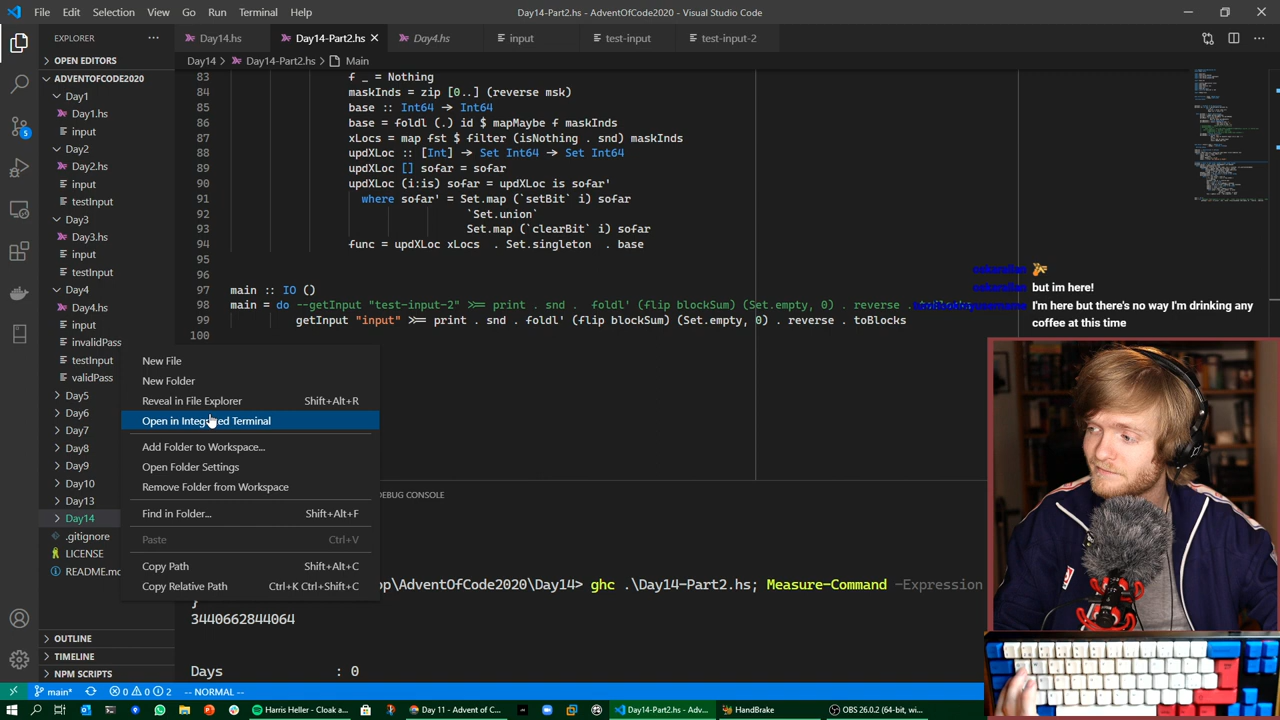 File Edit Selection View Go Run Terminal Help
Day14-Part2.hs - AdventOfCode2020 - Visual Studio Code
EXPLORER
Day14.hs Day14-Part2.hs Day4.hs input test-input test-input-2
OPEN EDITORS
Day14 > Day14-Part2.hs > Main
ADVENTOFCODE2020
Day1
Day1.hs
input
Day2
Day2.hs
input
testInput
Day3
Day3.hs
input
testInput
Day4
Day4.hs
input
invalidPass
testInput
validPass
Day5
Day6
Day7
Day8
Day9
Day10
Day13
Day14
.gitignore
LICENSE
README.md
OUTLINE
TIMELINE
NPM SCRIPTS
83 f _ = Nothing
84 maskInds = zip [0..] (reverse msk)
85 base :: Int64 → Int64
86 base = foldl (.) id $ mapMaybe f maskInds
87 xLocs = map fst $ filter (isNothing . snd) maskInds
88 updXLoc :: [Int] → Set Int64 → Set Int64
89 updXLoc [] sofar = sofar
90 updXLoc (i:is) sofar = updXLoc is sofar'
91 where sofar' = Set.map (`setBit` i) sofar
92 `Set.union`
93 Set.map (`clearBit` i) sofar
94 func = updXLoc xLocs . Set.singleton . base
95
96
97 main :: IO ()
98 main = do --getInput "test-input-2" >>= print . snd . foldl' (flip blockSum) (Set.empty, 0) . reverse . toBlocks
99 getInput "input" >>= print . snd . foldl' (flip blockSum) (Set.empty, 0) . reverse . toBlocks
100
but im here!
I'm here but there's no way I'm drinking any
coffee at this time
New File
New Folder
Reveal in File Explorer Shift+Alt+R
Open in Integrated Terminal
Add Folder to Workspace...
Open Folder Settings
Remove Folder from Workspace
Find in Folder... Shift+Alt+F
Paste Ctrl+V
Copy Path Shift+Alt+C
Copy Relative Path Ctrl+K Ctrl+Shift+C
DEBUG CONSOLE
\AdventOfCode2020\Day14> ghc .\Day14-Part2.hs; Measure-Command -Expression
}
3440662844064
Days : 0
5
main* 0 0 2 -- NORMAL --
Harris Heller - Cloak a... Day 11 - Advent of C... Day14-Part2.hs - Adv... HandBrake OBS 26.0.2 (64-bit, wi...